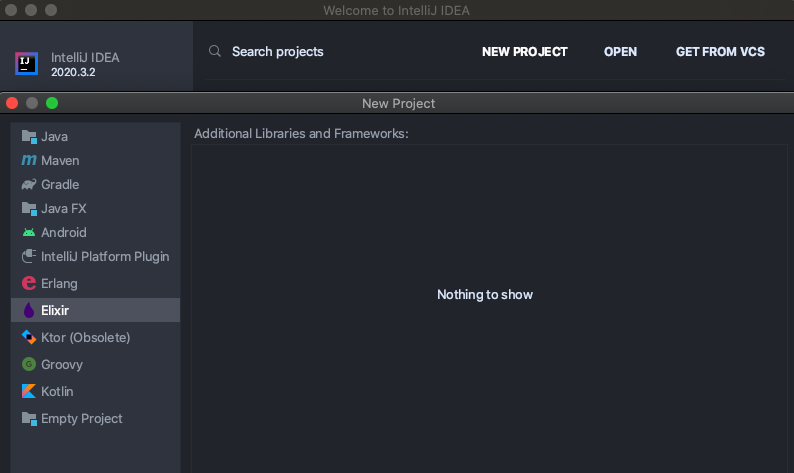 Welcome to IntelliJ IDEA
IJ
IntelliJ IDEA
2020.3.2
Search projects
NEW PROJECT
OPEN
GET FROM VCS
New Project
Java
Maven
Gradle
Java FX
Android
IntelliJ Platform Plugin
Erlang
Elixir
Ktor (Obsolete)
Groovy
Kotlin
Empty Project
Additional Libraries and Frameworks:
Nothing to show